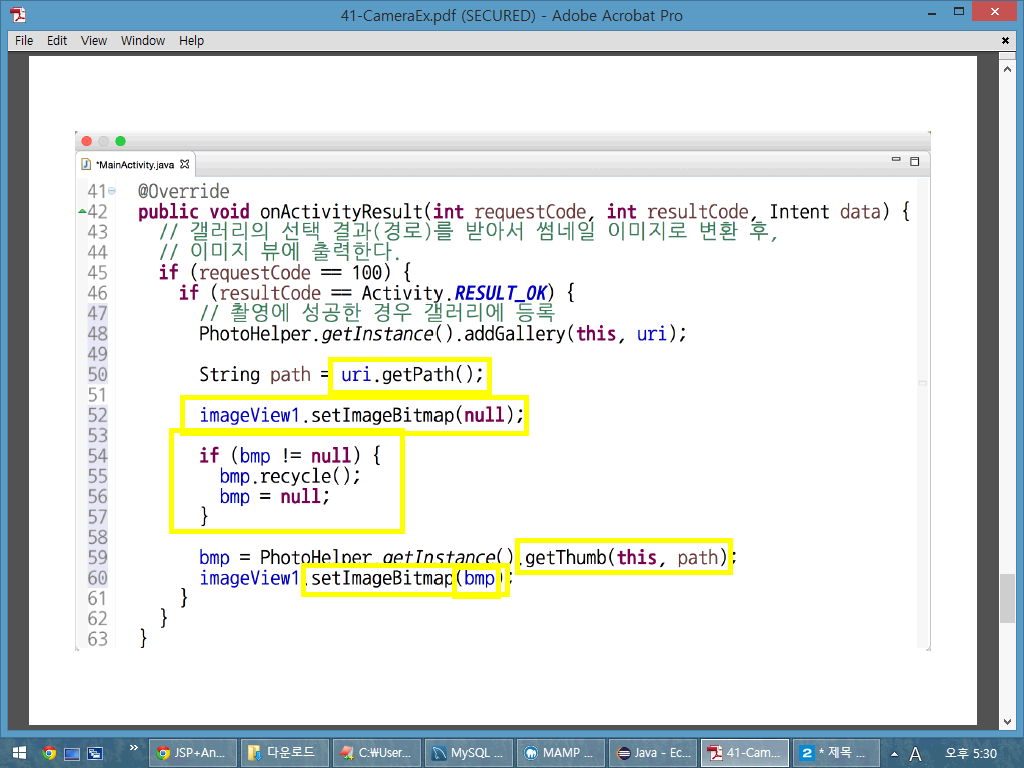 41-CameraEx.pdf (SECURED) - Adobe Acrobat Pro
File Edit View Window Help
*MainActivity.java
41 @Override
42 public void onActivityResult(int requestCode, int resultCode, Intent data) {
43 // 갤러리의 선택 결과(경로)를 받아서 썸네일 이미지로 변환 후,
44 // 이미지 뷰에 출력한다.
45 if (requestCode == 100) {
46 if (resultCode == Activity.RESULT_OK) {
47 // 촬영에 성공한 경우 갤러리에 등록
48 PhotoHelper.getInstance().addGallery(this, uri);
49
50 String path = uri.getPath();
51
52 imageView1.setImageBitmap(null);
53
54 if (bmp != null) {
55 bmp.recycle();
56 bmp = null;
57 }
58
59 bmp = PhotoHelper.getInstance().getThumb(this, path);
60 imageView1.setImageBitmap(bmp);
61 }
62 }
63 }
JSP+An... 다운로드 C:₩User... MySQL ... MAMP ... Java - Ec... 41-Cam... 2 * 제목 ... A 오후 5:30